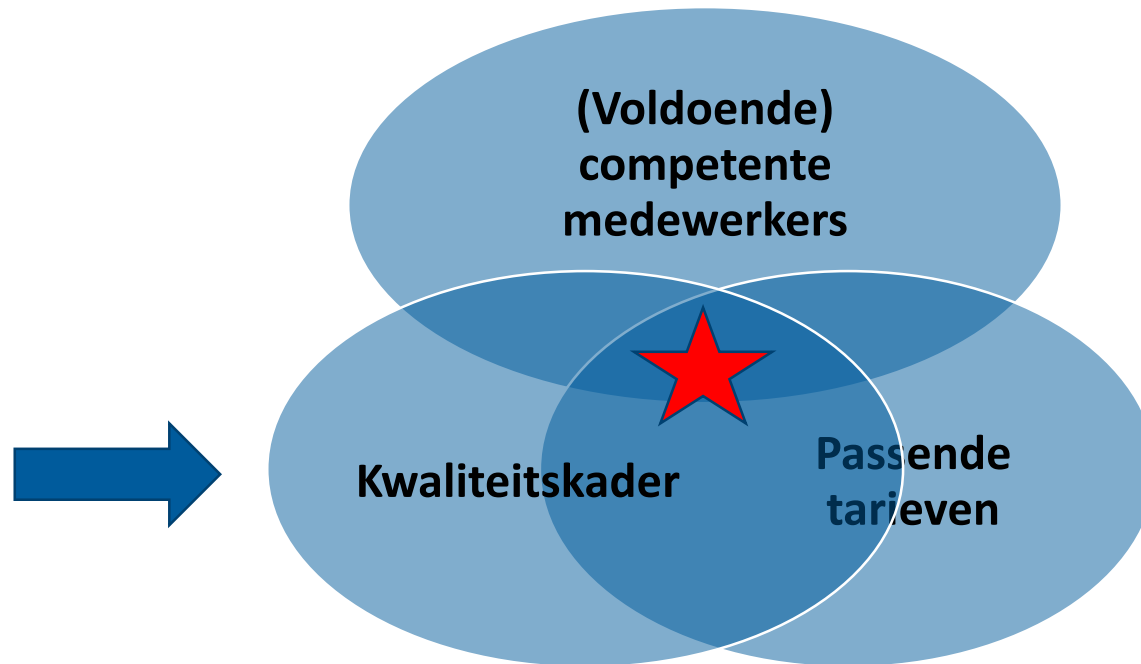 (Voldoende)
competente
medewerkers
Kwaliteitskader
Passende
tarieven